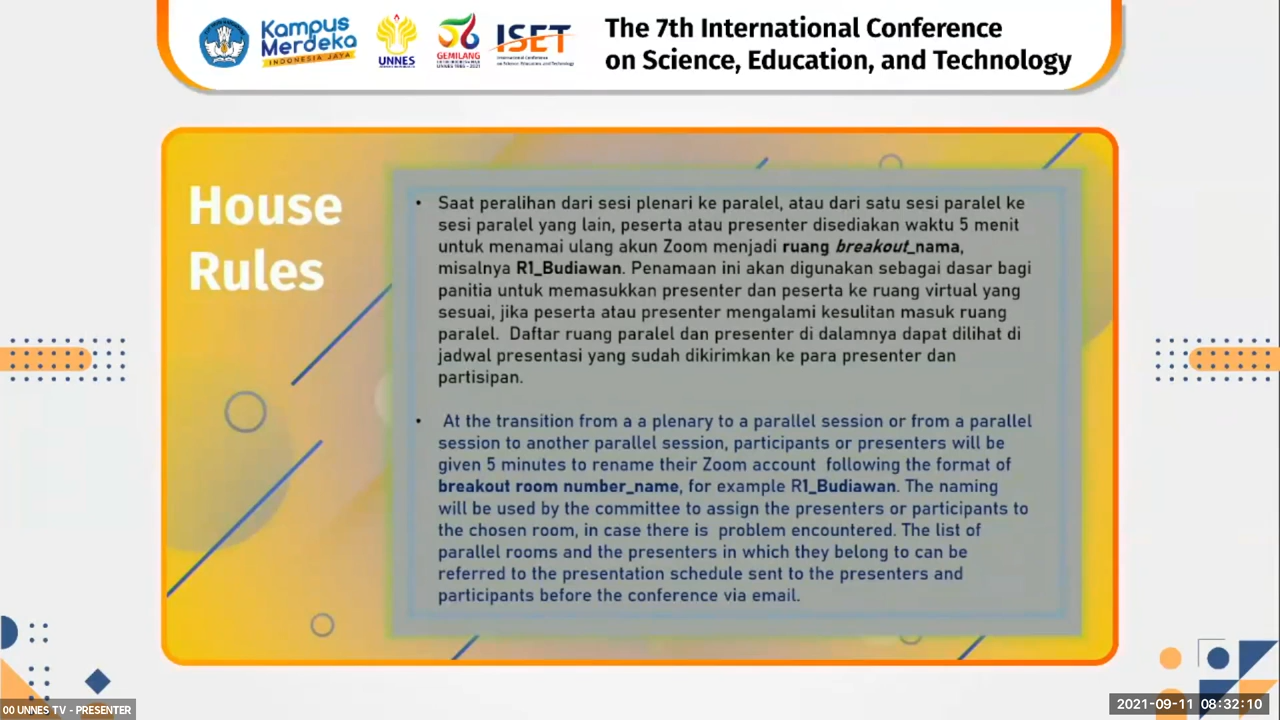 Kampus
Merdeka
INDONESIA JAYA
UNNES
GEMILANG
ISET
The 7th International Conference
on Science, Education, and Technology
House
Rules
• Saat peralihan dari sesi plenari ke paralel, atau dari satu sesi paralel ke
sesi paralel yang lain, peserta atau presenter disediakan waktu 5 menit
untuk menamai ulang akun Zoom menjadi ruang breakout_nama,
misalnya R1_Budiawan. Penamaan ini akan digunakan sebagai dasar bagi
panitia untuk memasukkan presenter dan peserta ke ruang virtual yang
sesuai, jika peserta atau presenter mengalami kesulitan masuk ruang
paralel. Daftar ruang paralel dan presenter di dalamnya dapat dilihat di
jadwal presentasi yang sudah dikirimkan ke para presenter dan
partisipan.
• At the transition from a a plenary to a parallel session or from a parallel
session to another parallel session, participants or presenters will be
given 5 minutes to rename their Zoom account following the format of
breakout room number_name, for example R1_Budiawan. The naming
will be used by the committee to assign the presenters or participants to
the chosen room, in case there is problem encountered. The list of
parallel rooms and the presenters in which they belong to can be
referred to the presentation schedule sent to the presenters and
participants before the conference via email.
00 UNNES TV - PRESENTER
2021-09-11 08:32:10